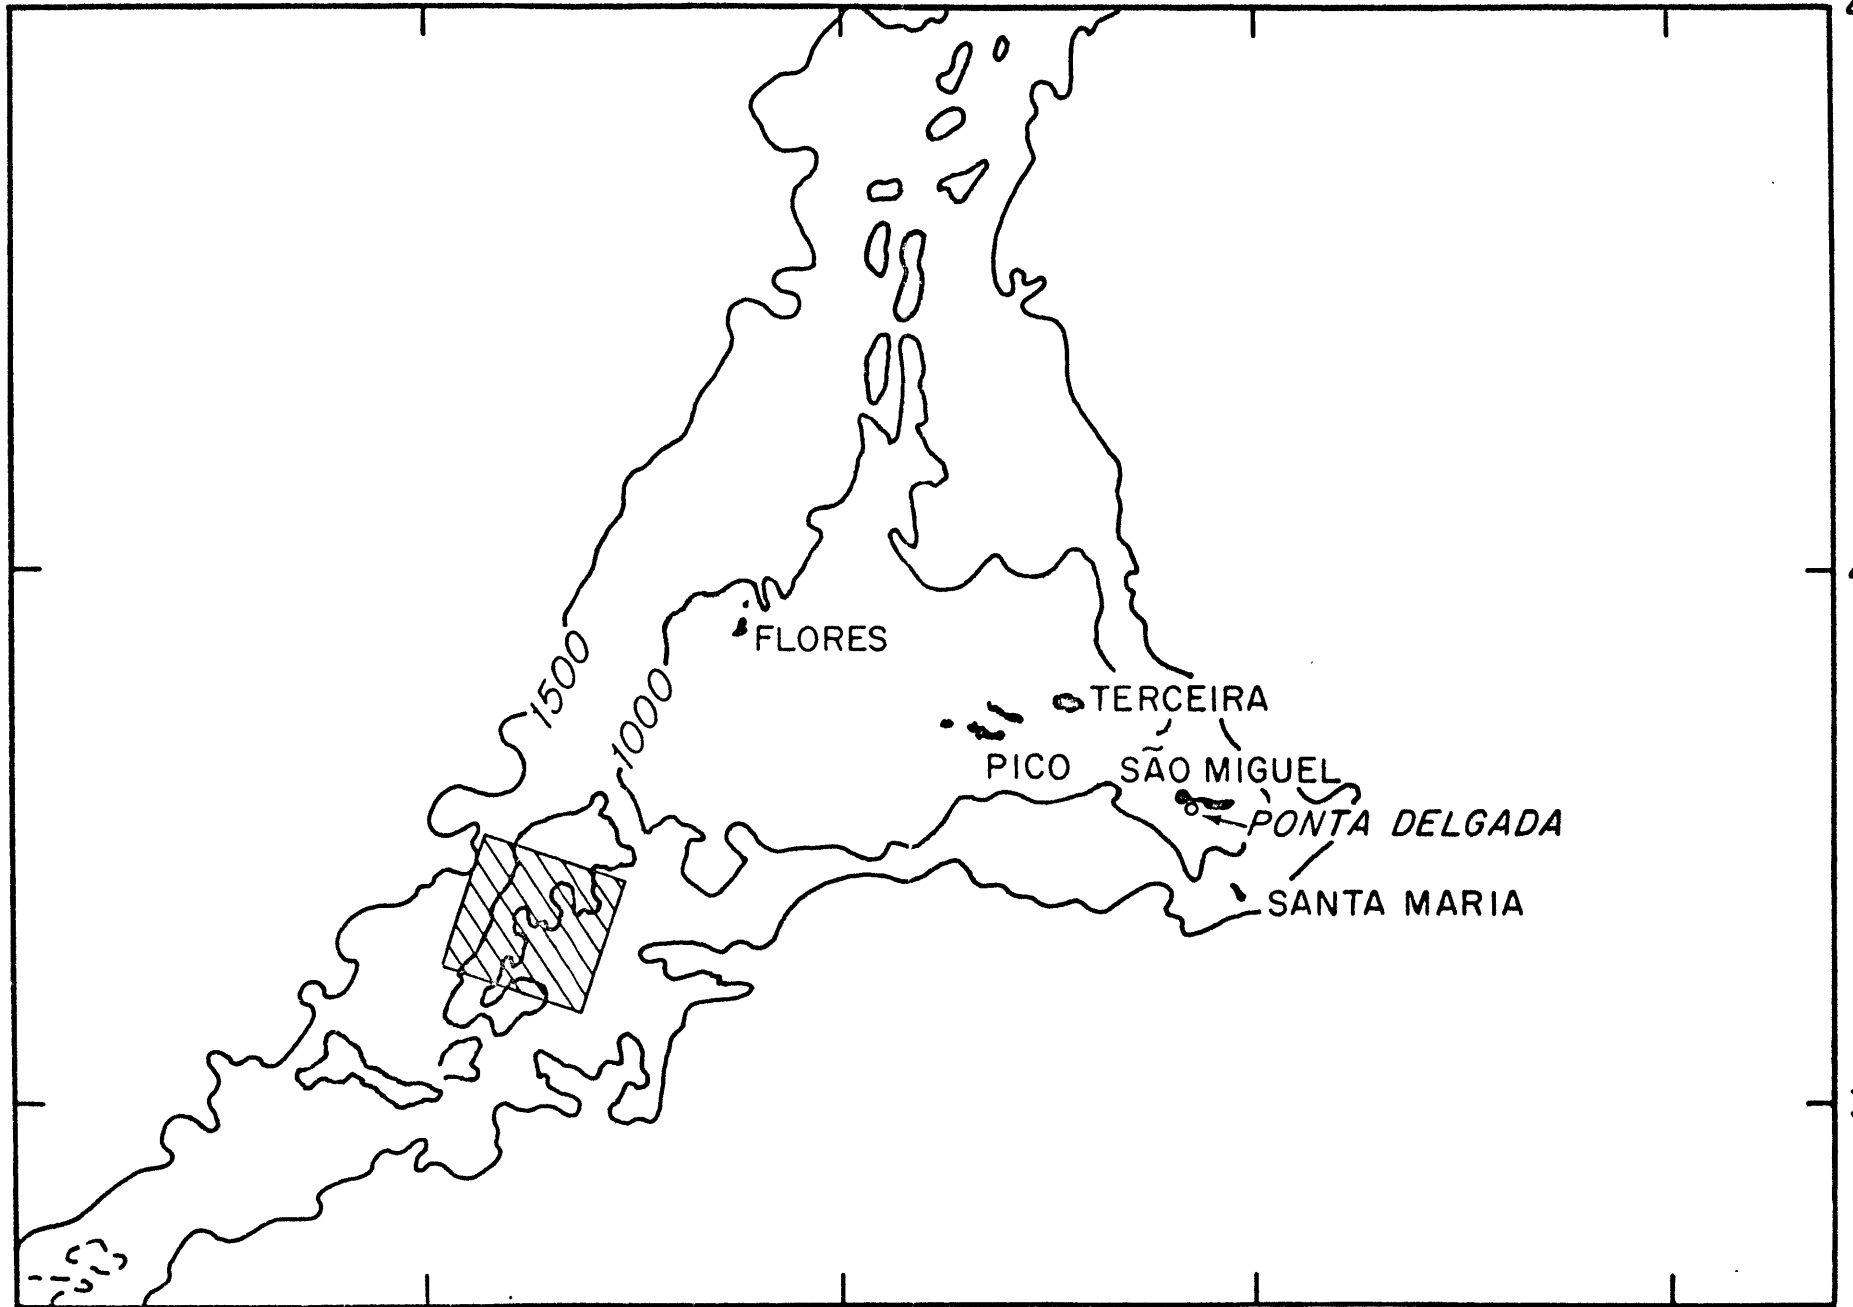 FLORES
1500
1000
TERCEIRA
PICO
SÃO MIGUEL
PONTA DELGADA
SANTA MARIA